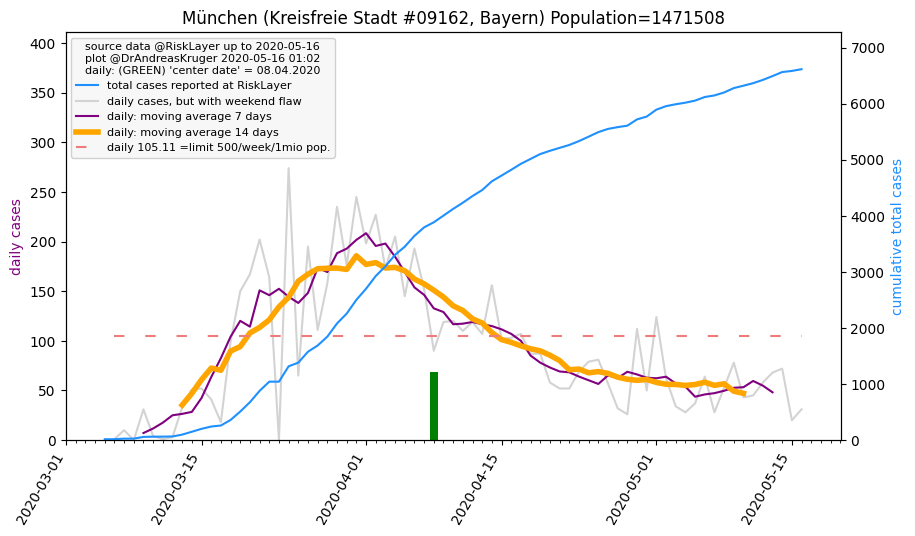 München (Kreisfreie Stadt #09162, Bayern) Population=1471508
source data @RiskLayer up to 2020-05-16
plot @DrAndreasKruger 2020-05-16 01:02
daily: (GREEN) 'center date' = 08.04.2020
total cases reported at RiskLayer
daily cases, but with weekend flaw
daily: moving average 7 days
daily: moving average 14 days
daily 105.11 =limit 500/week/1mio pop.
daily cases
400
350
300
250
200
150
100
50
0
7000
6000
5000
4000
3000
2000
1000
0
cumulative total cases
2020-03-01
2020-03-15
2020-04-01
2020-04-15
2020-05-01
2020-05-15